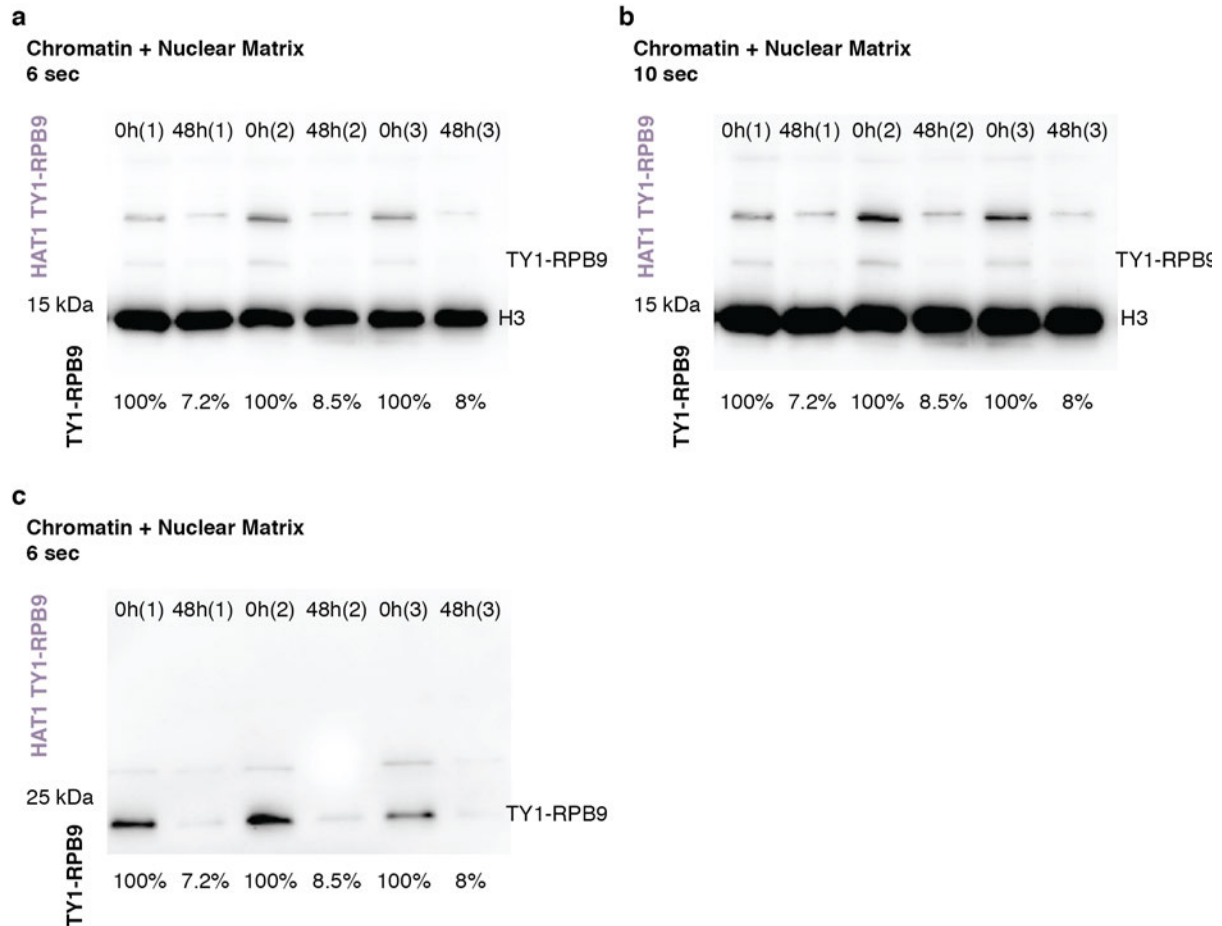 a
Chromatin + Nuclear Matrix
6 sec
HAT1 TY1-RPB9
0h(1) 48h(1) 0h(2) 48h(2) 0h(3) 48h(3)
TY1-RPB9
15 kDa
H3
TY1-RPB9
100% 7.2% 100% 8.5% 100% 8%
b
Chromatin + Nuclear Matrix
10 sec
HAT1 TY1-RPB9
0h(1) 48h(1) 0h(2) 48h(2) 0h(3) 48h(3)
TY1-RPB9
15 kDa
H3
TY1-RPB9
100% 7.2% 100% 8.5% 100% 8%
c
Chromatin + Nuclear Matrix
6 sec
HAT1 TY1-RPB9
0h(1) 48h(1) 0h(2) 48h(2) 0h(3) 48h(3)
25 kDa
TY1-RPB9
TY1-RPB9
100% 7.2% 100% 8.5% 100% 8%